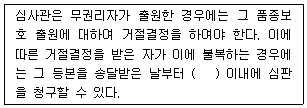 심사관은 무권리자가 출원한 경우에는 그 품종보
호 출원에 대하여 거절결정을 하여야 한다. 이에
따른 거절결정을 받은 자가 이에 불복하는 경우에
는 그 등본을 송달받은 날부터 (   ) 이내에 심판
을 청구할 수 있다.